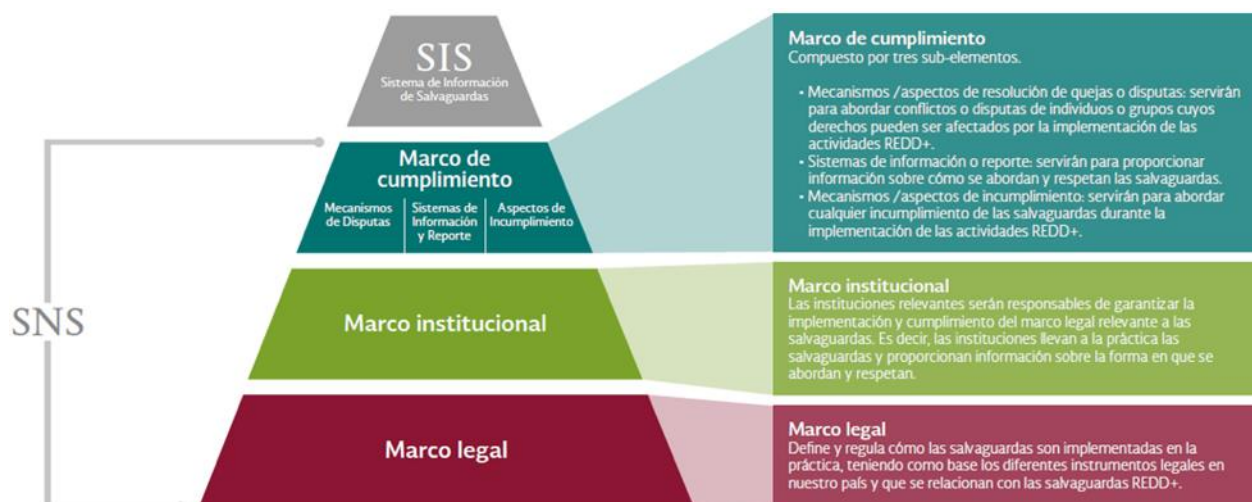 SIS
Sistema de Información
de Salvaguardas
SNS
Marco de
cumplimiento
Mecanismos
de Disputas
Sistemas de
Información
y Reporte
Aspectos de
Incumplimiento
Marco institucional
Marco legal
Marco de cumplimiento
Compuesto por tres sub-elementos.
• Mecanismos /aspectos de resolución de quejas o disputas: servirán
para abordar conflictos o disputas de individuos o grupos cuyos
derechos pueden ser afectados por la implementación de las
actividades REDD+.
• Sistemas de información o reporte: servirán para proporcionar
información sobre cómo se abordan y respetan las salvaguardas.
• Mecanismos /aspectos de incumplimiento: servirán para abordar
cualquier incumplimiento de las salvaguardas durante la
implementación de las actividades REDD+.
Marco institucional
Las instituciones relevantes serán responsables de garantizar la
implementación y cumplimiento del marco legal relevante a las
salvaguardas. Es decir, las instituciones llevan a la práctica las
salvaguardas y proporcionan información sobre la forma en que se
abordan y respetan.
Marco legal
Define y regula cómo las salvaguardas son implementadas en la
práctica, teniendo como base los diferentes instrumentos legales en
nuestro país y que se relacionan con las salvaguardas REDD+.